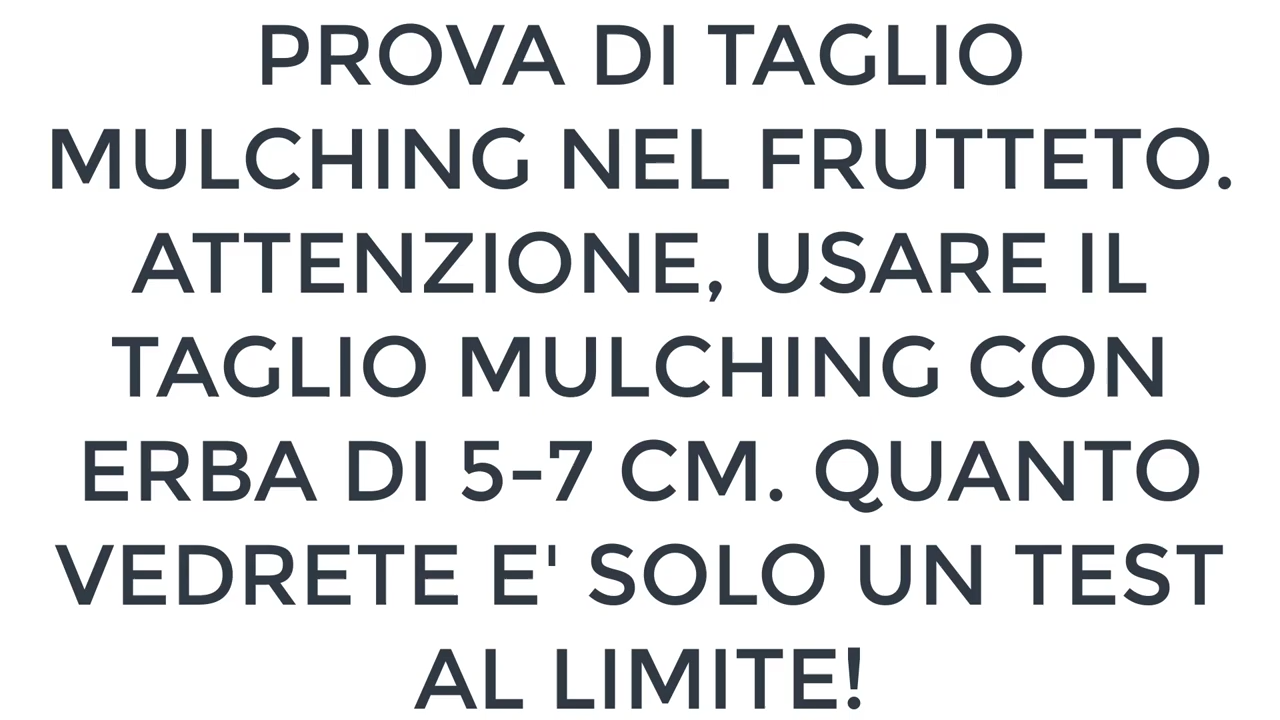 PROVA DI TAGLIO
MULCHING NEL FRUTTETO.
ATTENZIONE, USARE IL
TAGLIO MULCHING CON
ERBA DI 5-7 CM. QUANTO
VEDRETE E' SOLO UN TEST
AL LIMITE!